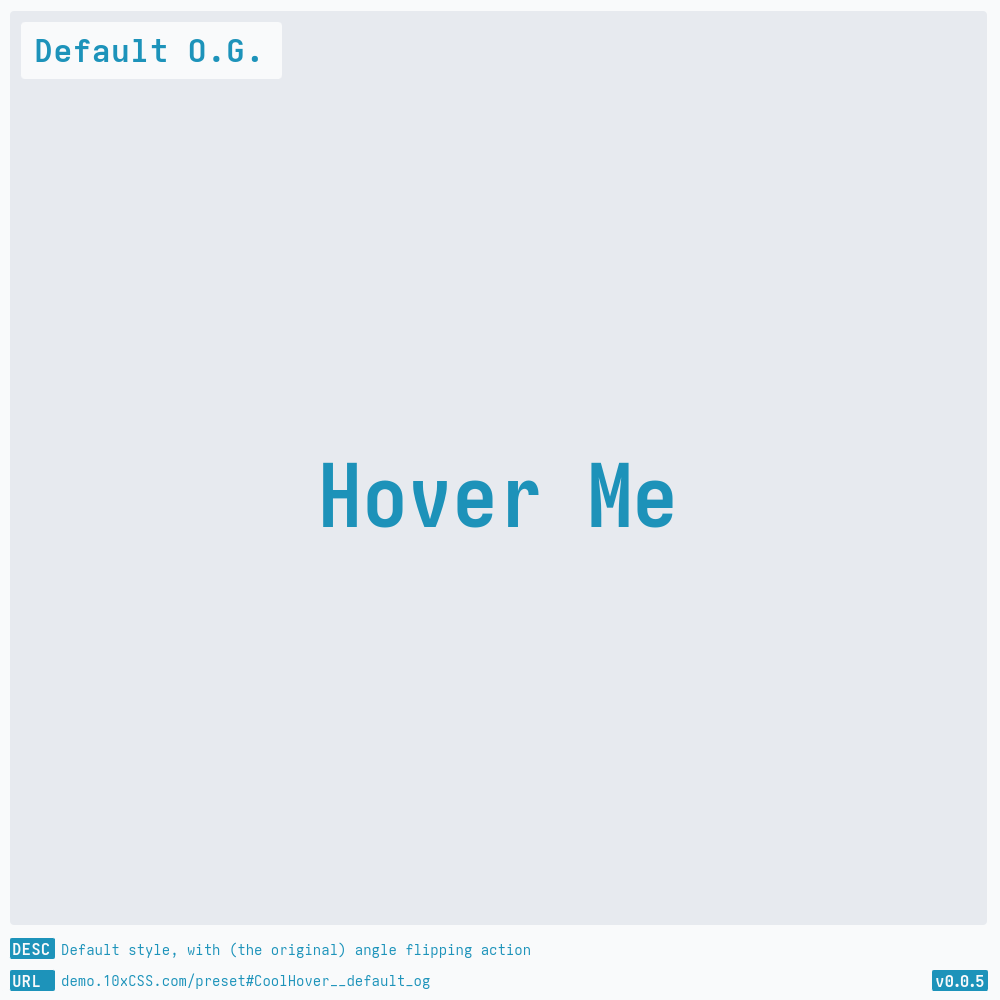 Default O.G.
Hover Me
DESC Default style, with (the original) angle flipping action
URL demo.10xCSS.com/preset#CoolHover__default_og
v0.0.5